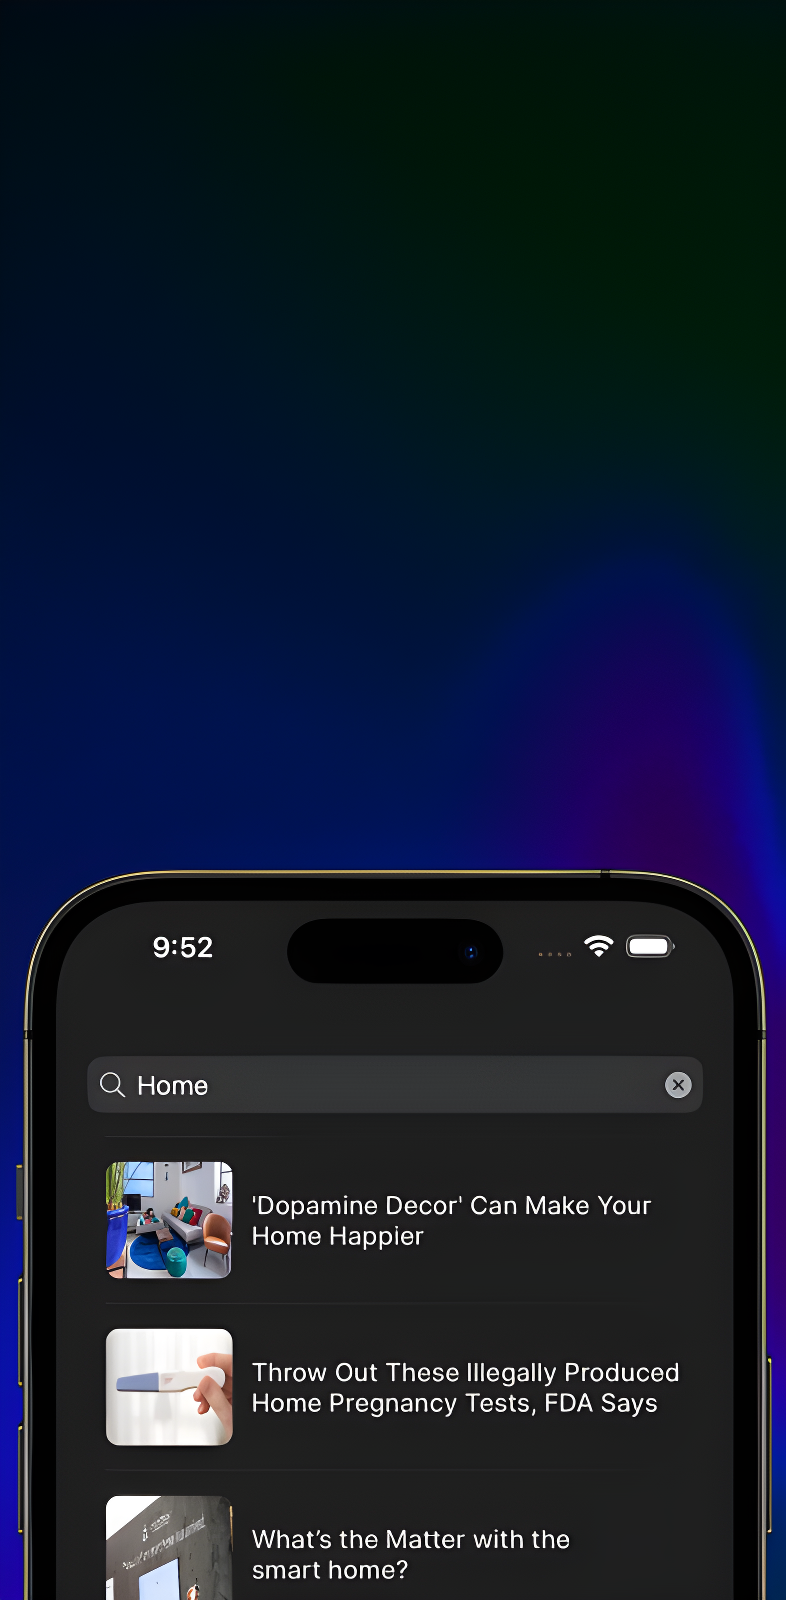 9:52
Home
'Dopamine Decor' Can Make Your
Home Happier
Throw Out These Illegally Produced
Home Pregnancy Tests, FDA Says
What’s the Matter with the
smart home?